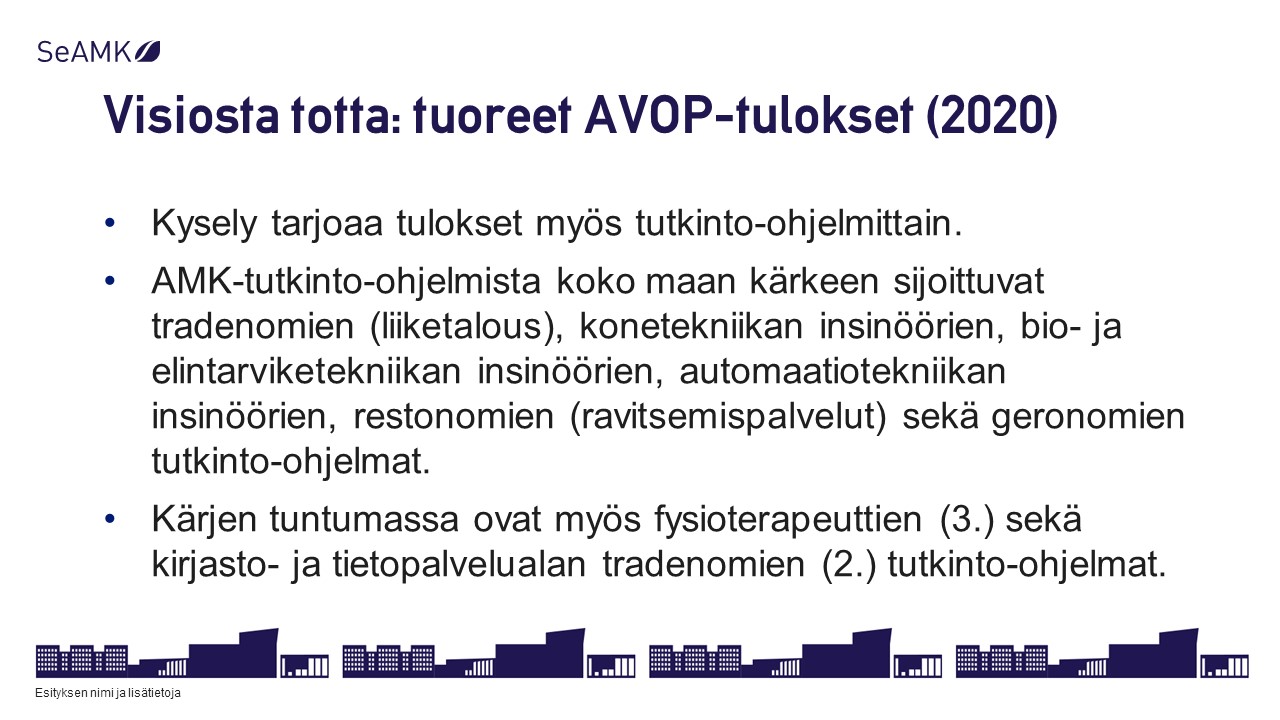 SeAMK
Visiosta totta: tuoreet AVOP-tulokset (2020)
• Kysely tarjoaa tulokset myös tutkinto-ohjelmittain.
• AMK-tutkinto-ohjelmista koko maan kärkeen sijoittuvat
tradenomien (liiketalous), konetekniikan insinöörien, bio- ja
elintarviketekniikan insinöörien, automaatiotekniikan
insinöörien, restonomien (ravitsemispalvelut) sekä geronomien
tutkinto-ohjelmat.
• Kärjen tuntumassa ovat myös fysioterapeuttien (3.) sekä
kirjasto- ja tietopalvelualan tradenomien (2.) tutkinto-ohjelmat.
Esityksen nimi ja lisätietoja